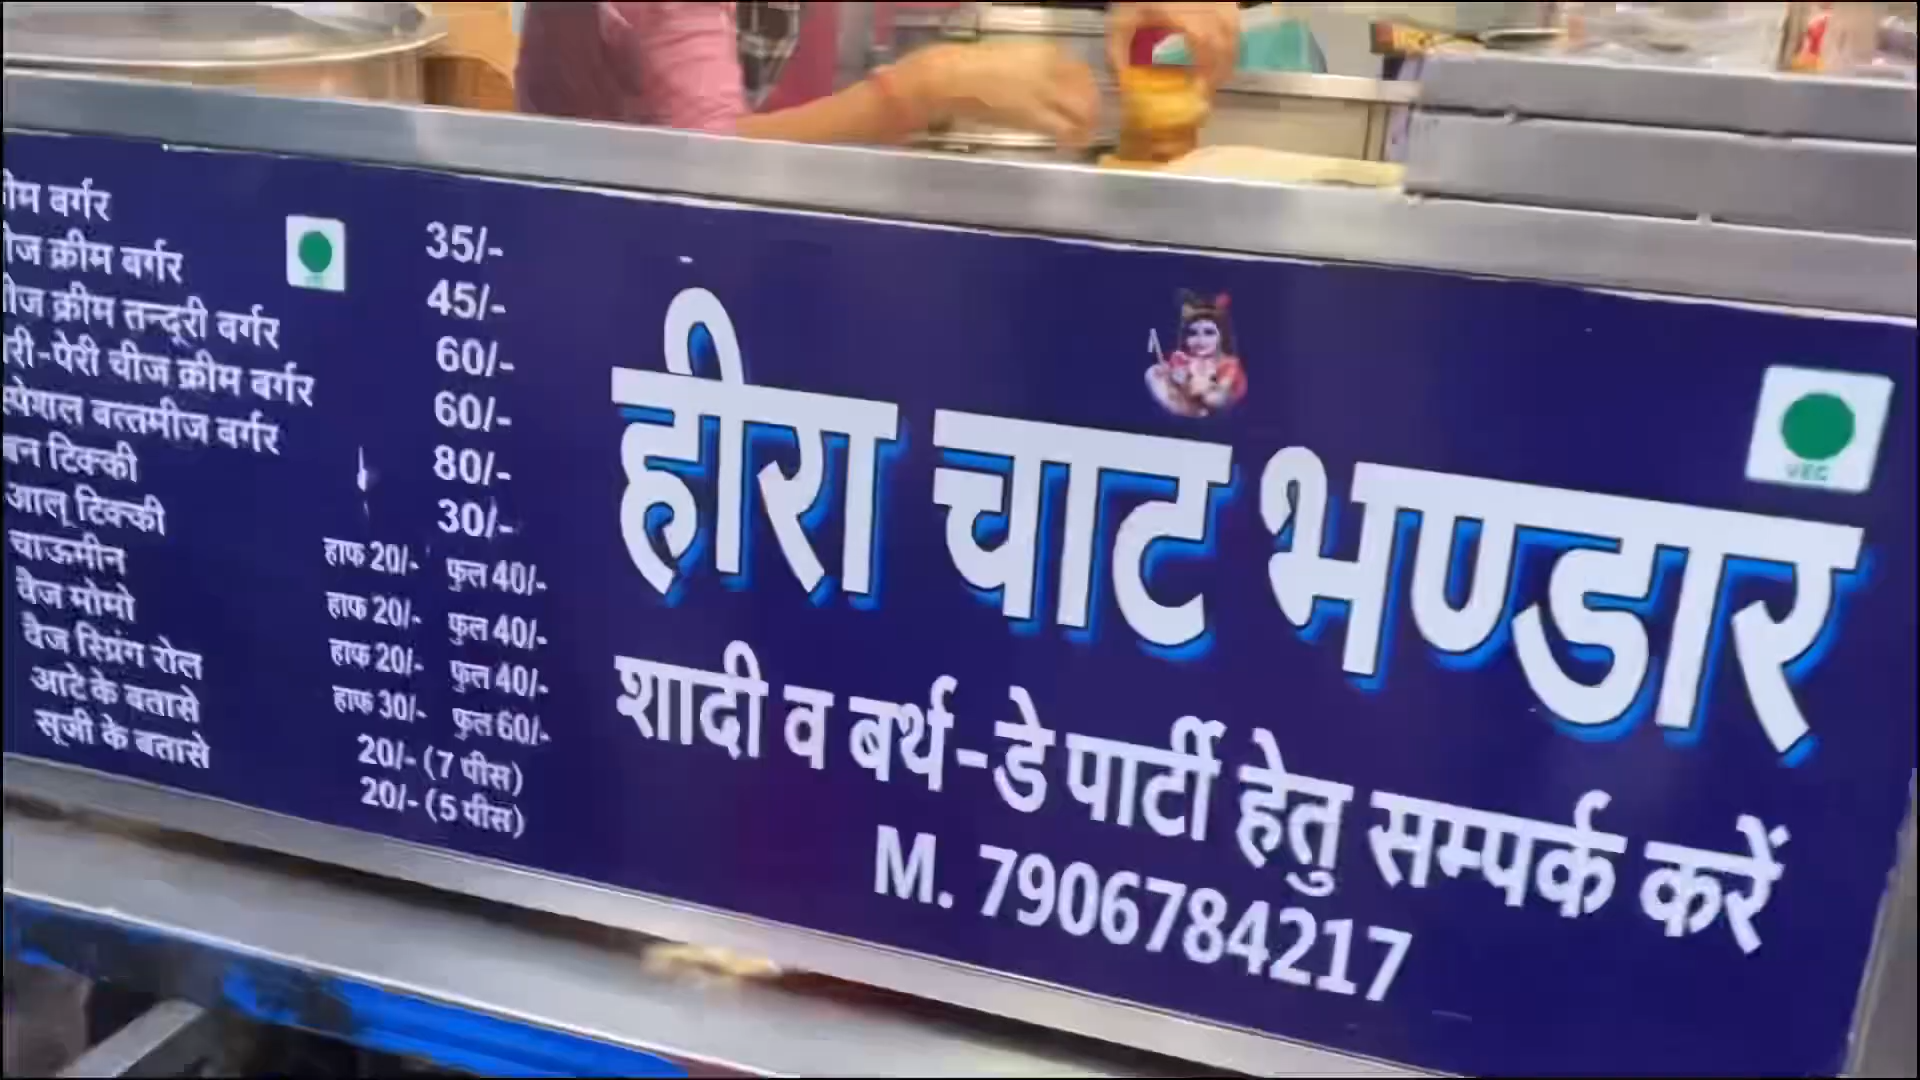 बर्गर
क्रीम बर्गर
क्रीम तन्दूरी बर्गर
चीज क्रीम बर्गर
बत्तमीज बर्गर
बन टिक्की
आलू टिक्की
चाऊमीन
वैज मोमो
वैज स्प्रिंग रोल
आटे के बतासे
सूजी के बतासे
35/-
45/-
60/-
60/-
80/-
30/-
हाफ 20/- फुल 40/-
हाफ 20/- फुल 40/-
हाफ 20/- फुल 40/-
हाफ 30/- फुल 60/-
20/- (7 पीस)
20/- (5 पीस)
VEG
हीरा चाट भण्डार
शादी व बर्थ-डे पार्टी हेतु सम्पर्क करें
M. 7906784217